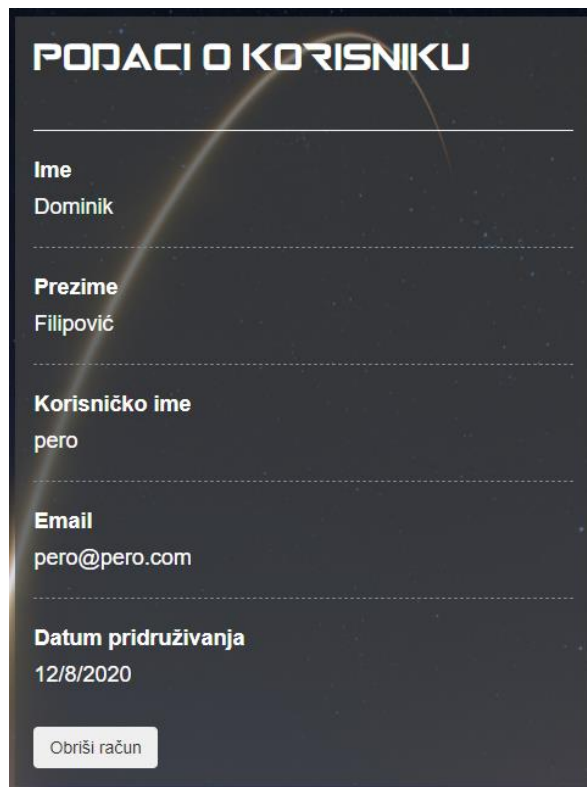 PODACI O KORISNIKU
Ime
Dominik
Prezime
Filipović
Korisničko ime
pero
Email
pero@pero.com
Datum pridruživanja
12/8/2020
Obriši račun